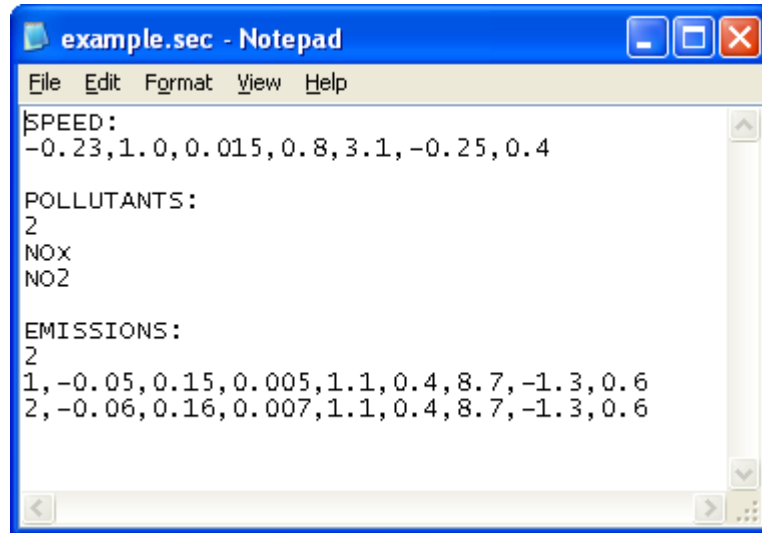 example.sec - Notepad
File Edit Format View Help
SPEED:
-0.23,1.0,0.015,0.8,3.1,-0.25,0.4
POLLUTANTS:
2
NOx
NO2
EMISSIONS:
2
1,-0.05,0.15,0.005,1.1,0.4,8.7,-1.3,0.6
2,-0.06,0.16,0.007,1.1,0.4,8.7,-1.3,0.6